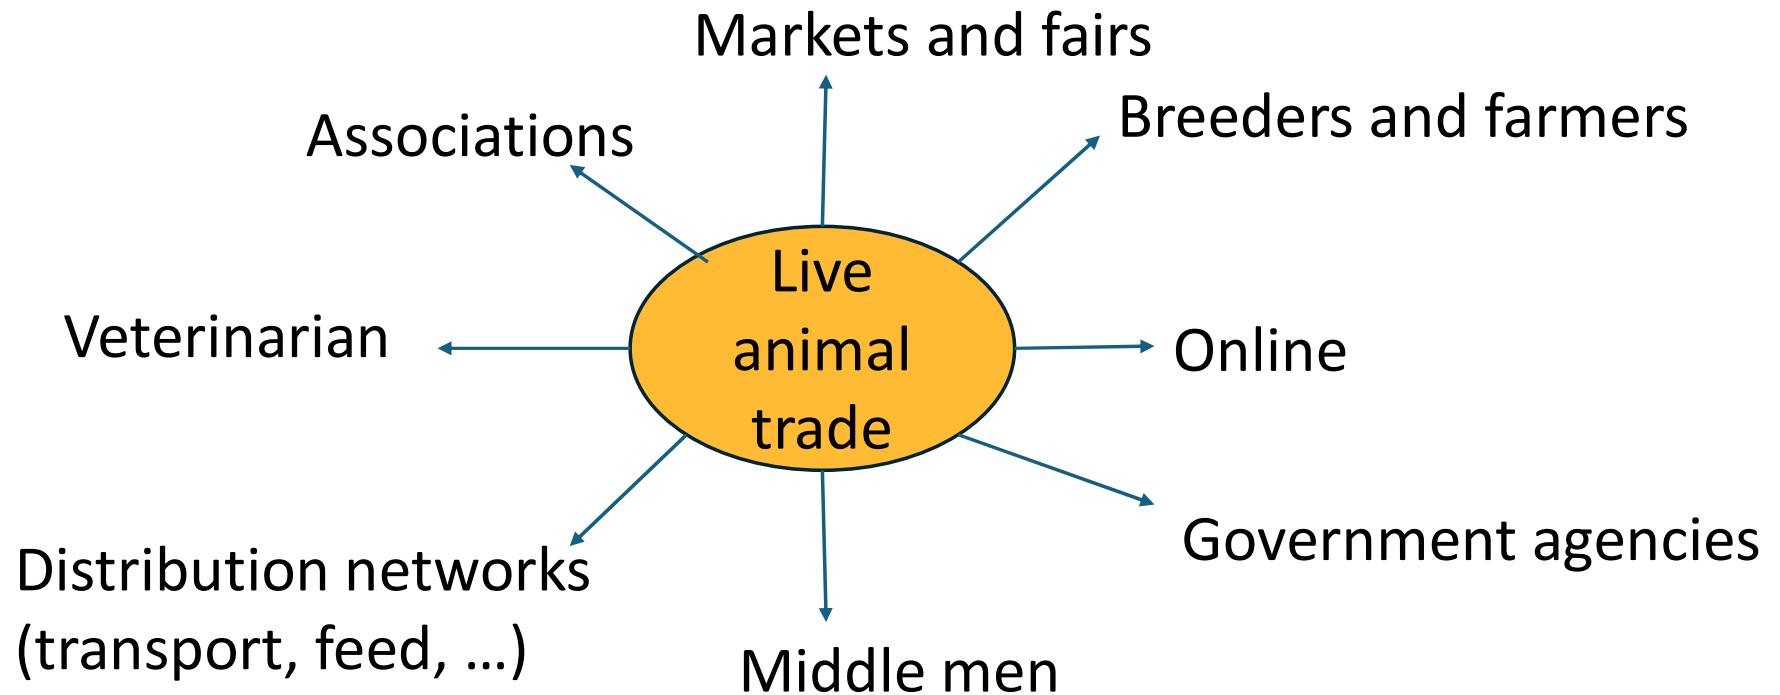 Markets and fairs
Breeders and farmers
Associations
Live
animal
trade
Veterinarian
Online
Government agencies
Distribution networks
(transport, feed, …)
Middle men